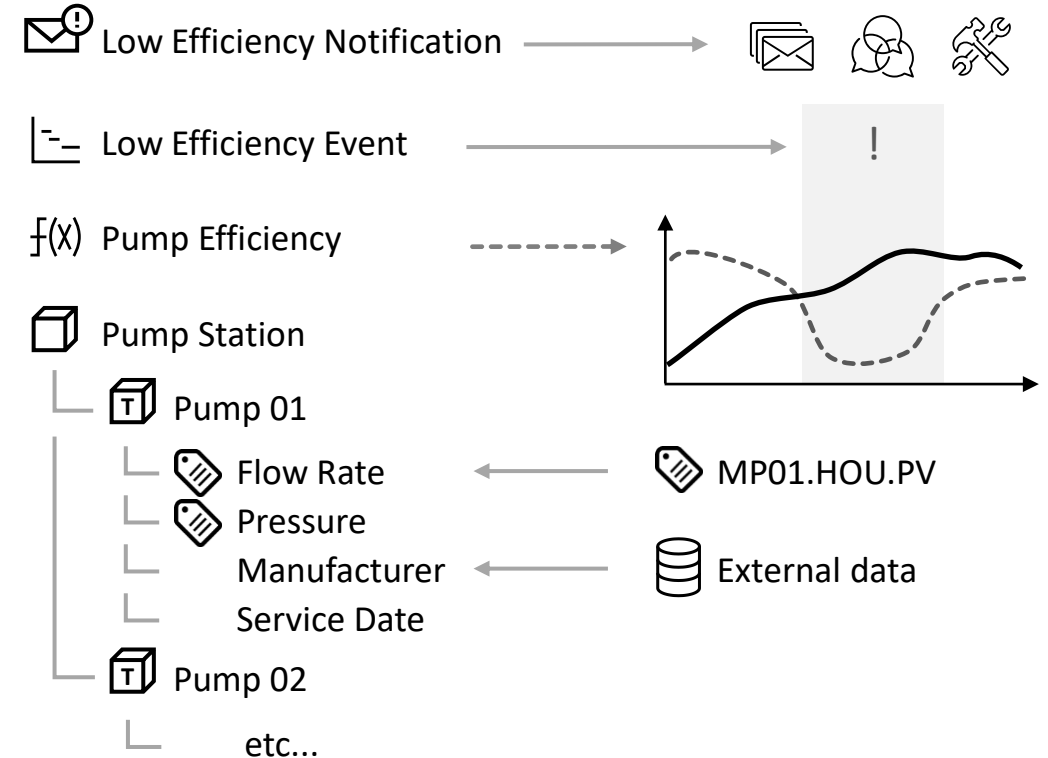 Low Efficiency Notification
Low Efficiency Event
!
f(x) Pump Efficiency
Pump Station
T Pump 01
Flow Rate
MP01.HOU.PV
Pressure
Manufacturer
External data
Service Date
T Pump 02
etc...